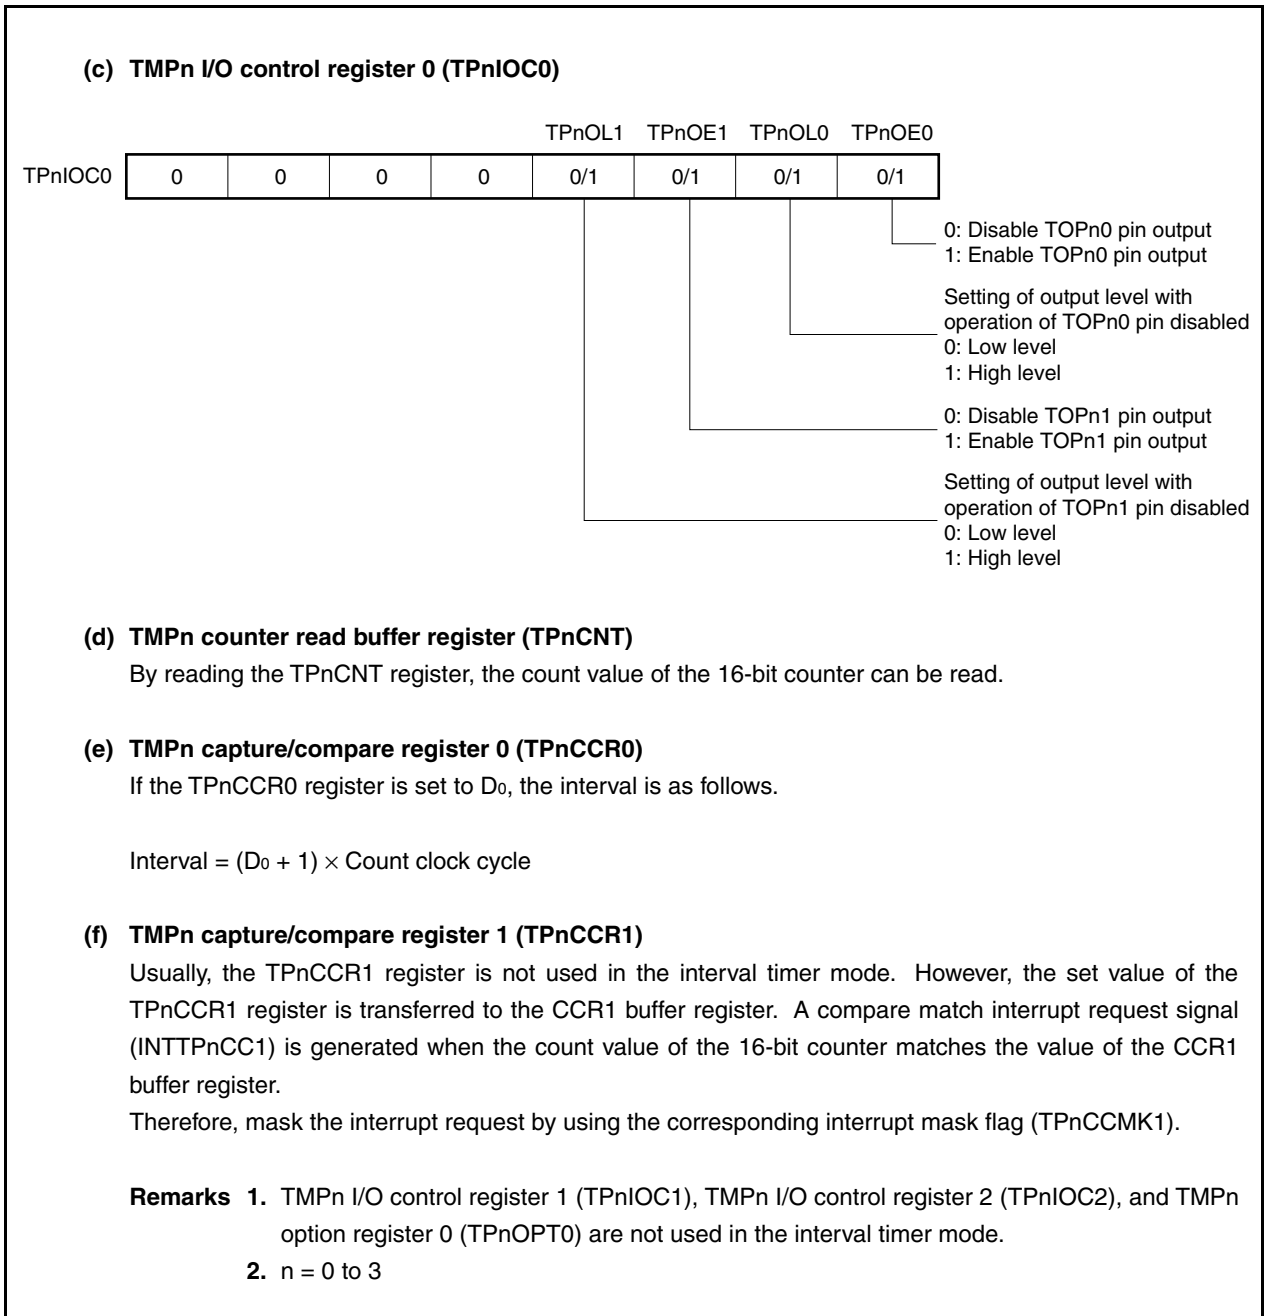 (c) TMPn I/O control register 0 (TPnIOC0)
TPnOL1 TPnOE1 TPnOL0 TPnOE0
TPnIOC0 0 0 0 0 0/1 0/1 0/1 0/1
0: Disable TOPn0 pin output
1: Enable TOPn0 pin output
Setting of output level with
operation of TOPn0 pin disabled
0: Low level
1: High level
0: Disable TOPn1 pin output
1: Enable TOPn1 pin output
Setting of output level with
operation of TOPn1 pin disabled
0: Low level
1: High level
(d) TMPn counter read buffer register (TPnCNT)
By reading the TPnCNT register, the count value of the 16-bit counter can be read.
(e) TMPn capture/compare register 0 (TPnCCR0)
If the TPnCCR0 register is set to D0, the interval is as follows.
Interval = (D0 + 1) × Count clock cycle
(f) TMPn capture/compare register 1 (TPnCCR1)
Usually, the TPnCCR1 register is not used in the interval timer mode. However, the set value of the
TPnCCR1 register is transferred to the CCR1 buffer register. A compare match interrupt request signal
(INTTPnCC1) is generated when the count value of the 16-bit counter matches the value of the CCR1
buffer register.
Therefore, mask the interrupt request by using the corresponding interrupt mask flag (TPnCCMK1).
Remarks 1. TMPn I/O control register 1 (TPnIOC1), TMPn I/O control register 2 (TPnIOC2), and TMPn
option register 0 (TPnOPT0) are not used in the interval timer mode.
2. n = 0 to 3